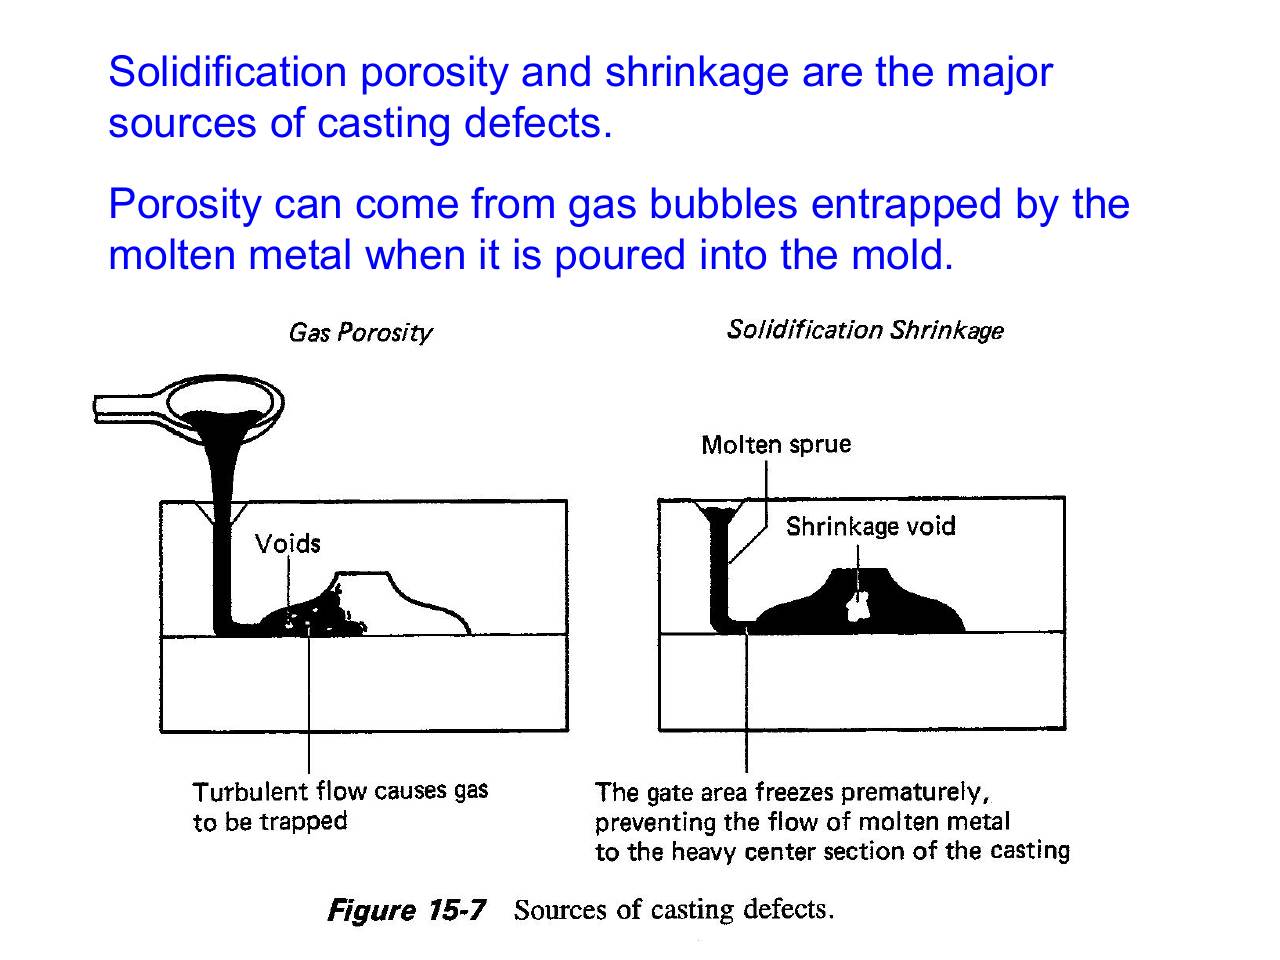 Solidification porosity and shrinkage are the major
sources of casting defects.
Porosity can come from gas bubbles entrapped by the
molten metal when it is poured into the mold.
Gas Porosity
Solidification Shrinkage
Molten sprue
Voids
Shrinkage void
Turbulent flow causes gas
to be trapped
The gate area freezes prematurely,
preventing the flow of molten metal
to the heavy center section of the casting
Figure 15-7 Sources of casting defects.